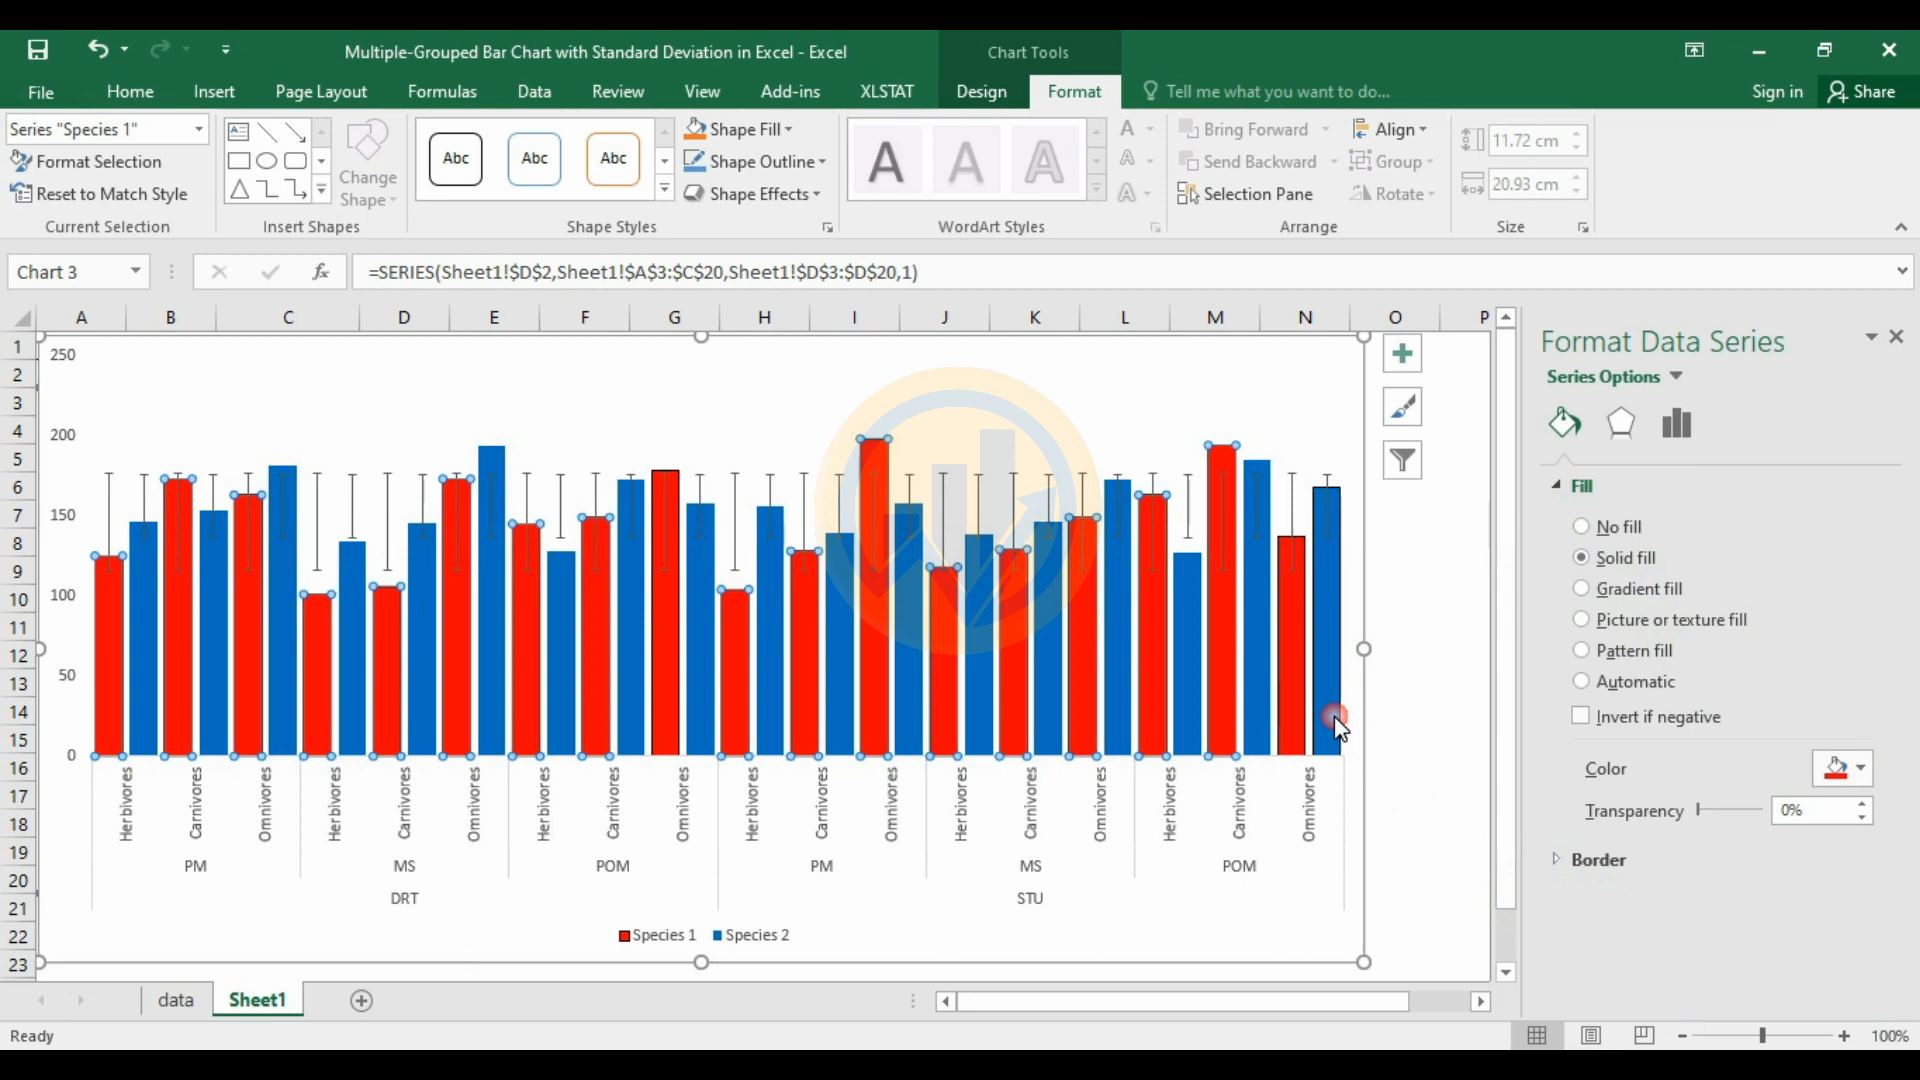 Multiple-Grouped Bar Chart with Standard Deviation in Excel - Excel
Chart Tools
File Home Insert Page Layout Formulas Data Review View Add-ins XLSTAT Design Format Tell me what you want to do... Sign in Share
Series "Species 1"
Format Selection
Reset to Match Style
Current Selection
Change Shape
Insert Shapes
Abc Abc Abc
Shape Fill
Shape Outline
Shape Effects
Shape Styles
A A A
A
A
A
WordArt Styles
Bring Forward
Send Backward
Selection Pane
Align
Group
Rotate
Arrange
11.72 cm
20.93 cm
Size
Chart 3
fx
=SERIES(Sheet1!$D$2,Sheet1!$A$3:$C$20,Sheet1!$D$3:$D$20,1)
A B C D E F G H I J K L M N O P
1
2
3
4
5
6
7
8
9
10
11
12
13
14
15
16
17
18
19
20
21
22
23
250
200
150
100
50
0
Herbivores Carnivores Omnivores Herbivores Carnivores Omnivores Herbivores Carnivores Omnivores Herbivores Carnivores Omnivores Herbivores Carnivores Omnivores Herbivores Carnivores Omnivores
PM MS POM PM MS POM
DRT STU
Species 1 Species 2
Format Data Series
Series Options
Fill
No fill
Solid fill
Gradient fill
Picture or texture fill
Pattern fill
Automatic
Invert if negative
Color
Transparency 0%
Border
data Sheet1
Ready
100%